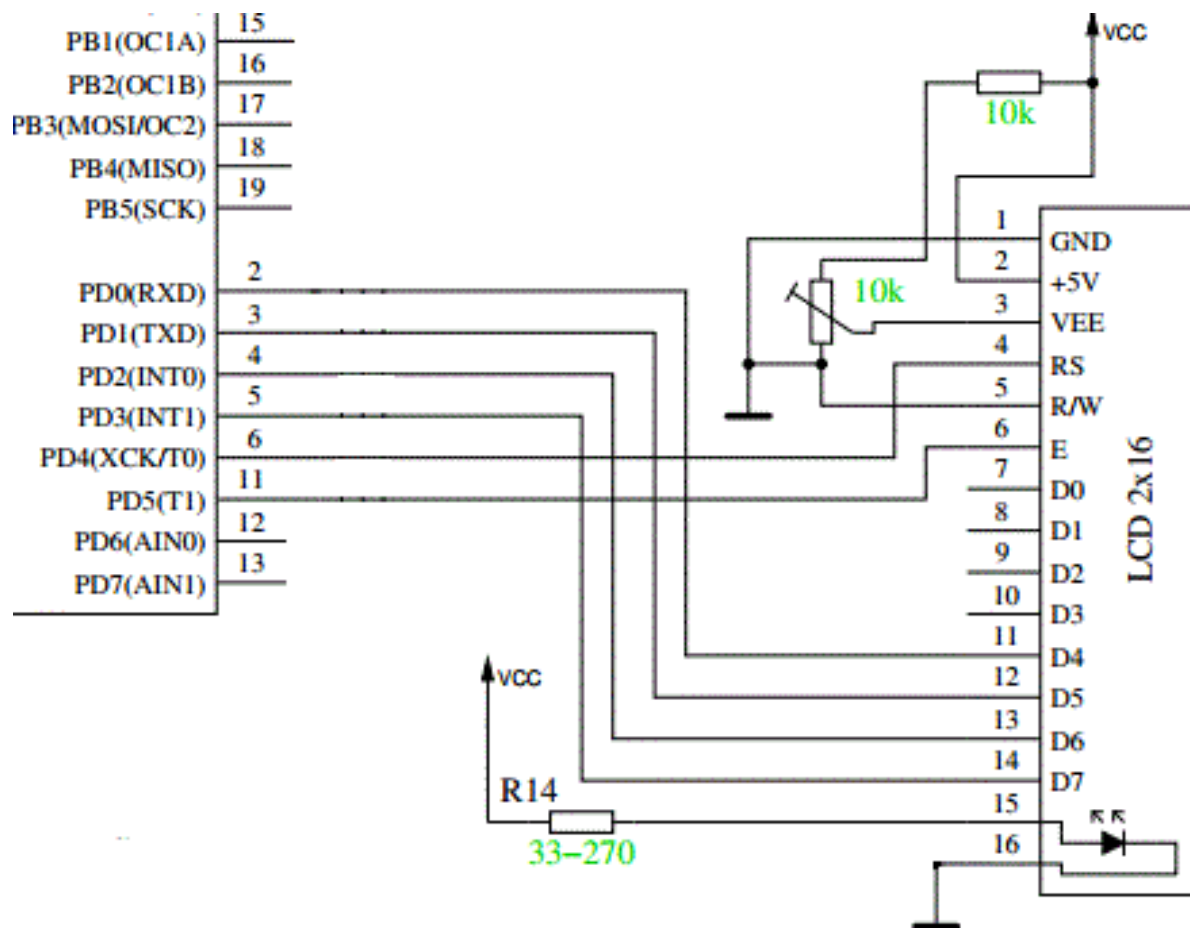 15
PB1(OC1A)
16
PB2(OC1B)
17
PB3(MOSI/OC2)
18
PB4(MISO)
19
PB5(SCK)
2
PD0(RXD)
3
PD1(TXD)
4
PD2(INT0)
5
PD3(INT1)
6
PD4(XCK/T0)
11
PD5(T1)
12
PD6(AIN0)
13
PD7(AIN1)
VCC
10k
10k
1
GND
2
+5V
3
VEE
4
RS
5
R/W
6
E
7
D0
8
D1
9
D2
10
D3
11
D4
12
D5
13
D6
14
D7
15
16
LCD 2x16
VCC
R14
33-270